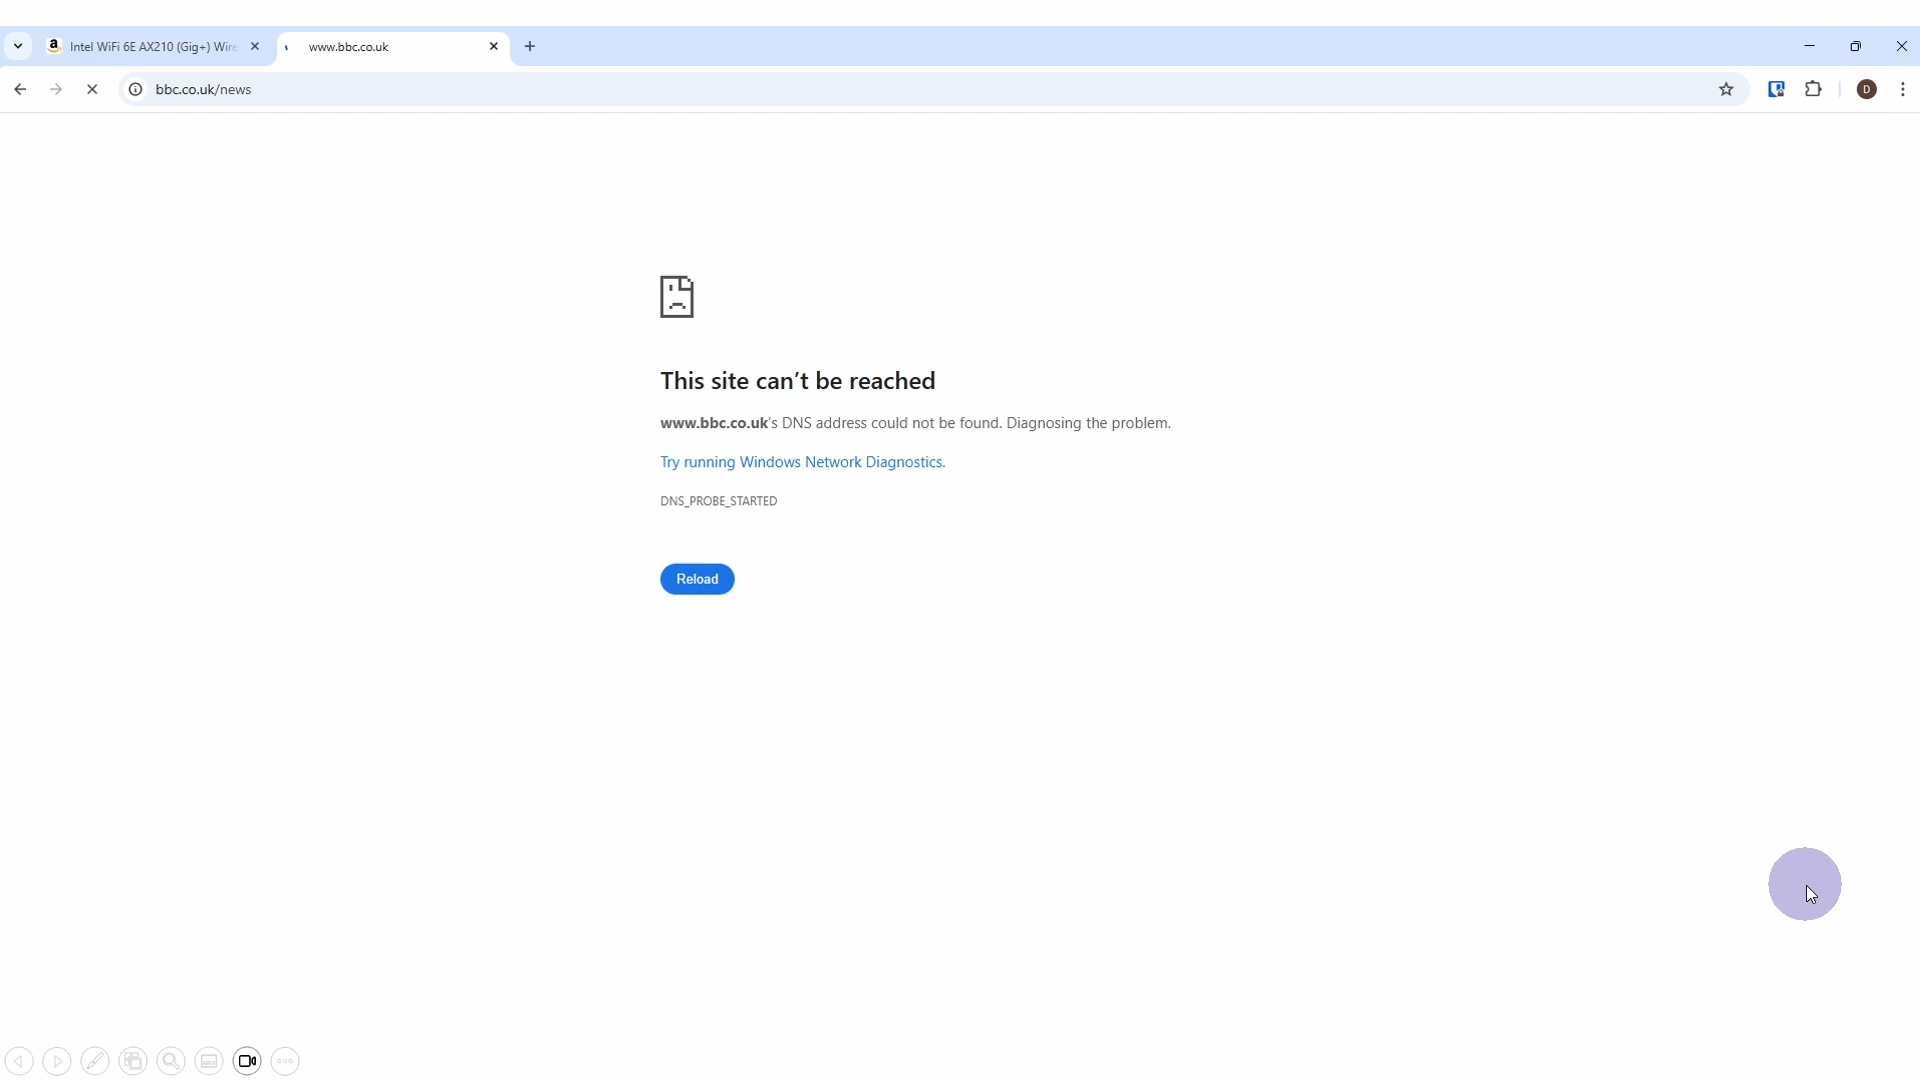 Intel WiFi 6E AX210 (Gig+) Wire
www.bbc.co.uk
bbc.co.uk/news
D
This site can’t be reached
www.bbc.co.uk’s DNS address could not be found. Diagnosing the problem.
Try running Windows Network Diagnostics.
DNS_PROBE_STARTED
Reload